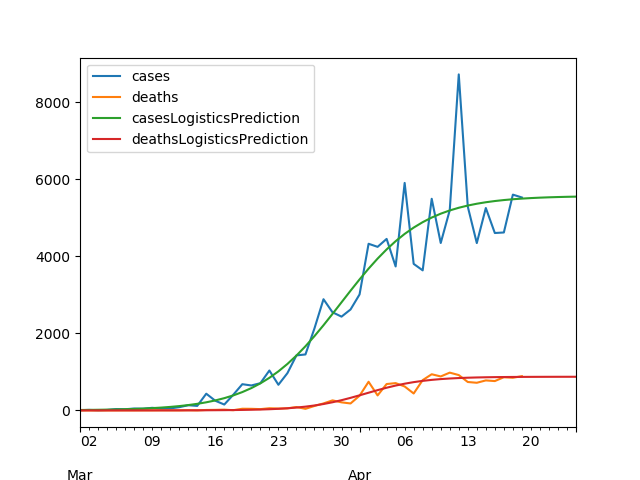 cases
deaths
casesLogisticsPrediction
deathsLogisticsPrediction
8000
6000
4000
2000
0
02 09 16 23 30 06 13 20
Mar Apr